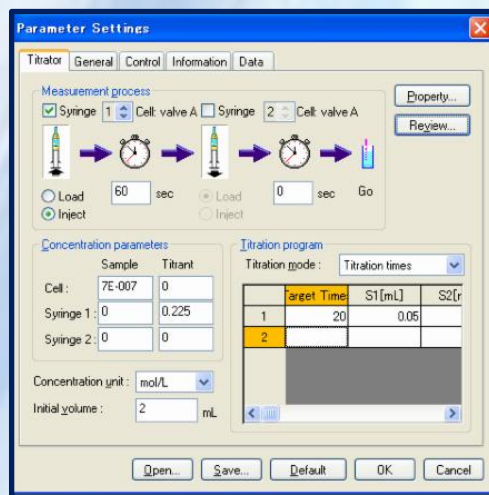 Parameter Settings
Titrator General Control Information Data
Measurement process
Syringe 1 Cell: valve A Syringe 2 Cell: valve A
Property...
Review...
Load 60 sec Load 0 sec Go
Inject Inject
Concentration parameters
Sample Titrant
Cell: 7E-007 0
Syringe 1: 0 0.225
Syringe 2: 0 0
Concentration unit: mol/L
Initial volume: 2 mL
Titration program
Titration mode: Titration times
Target Time S1[mL] S2[
1 20 0.05
2
Open... Save... Default OK Cancel